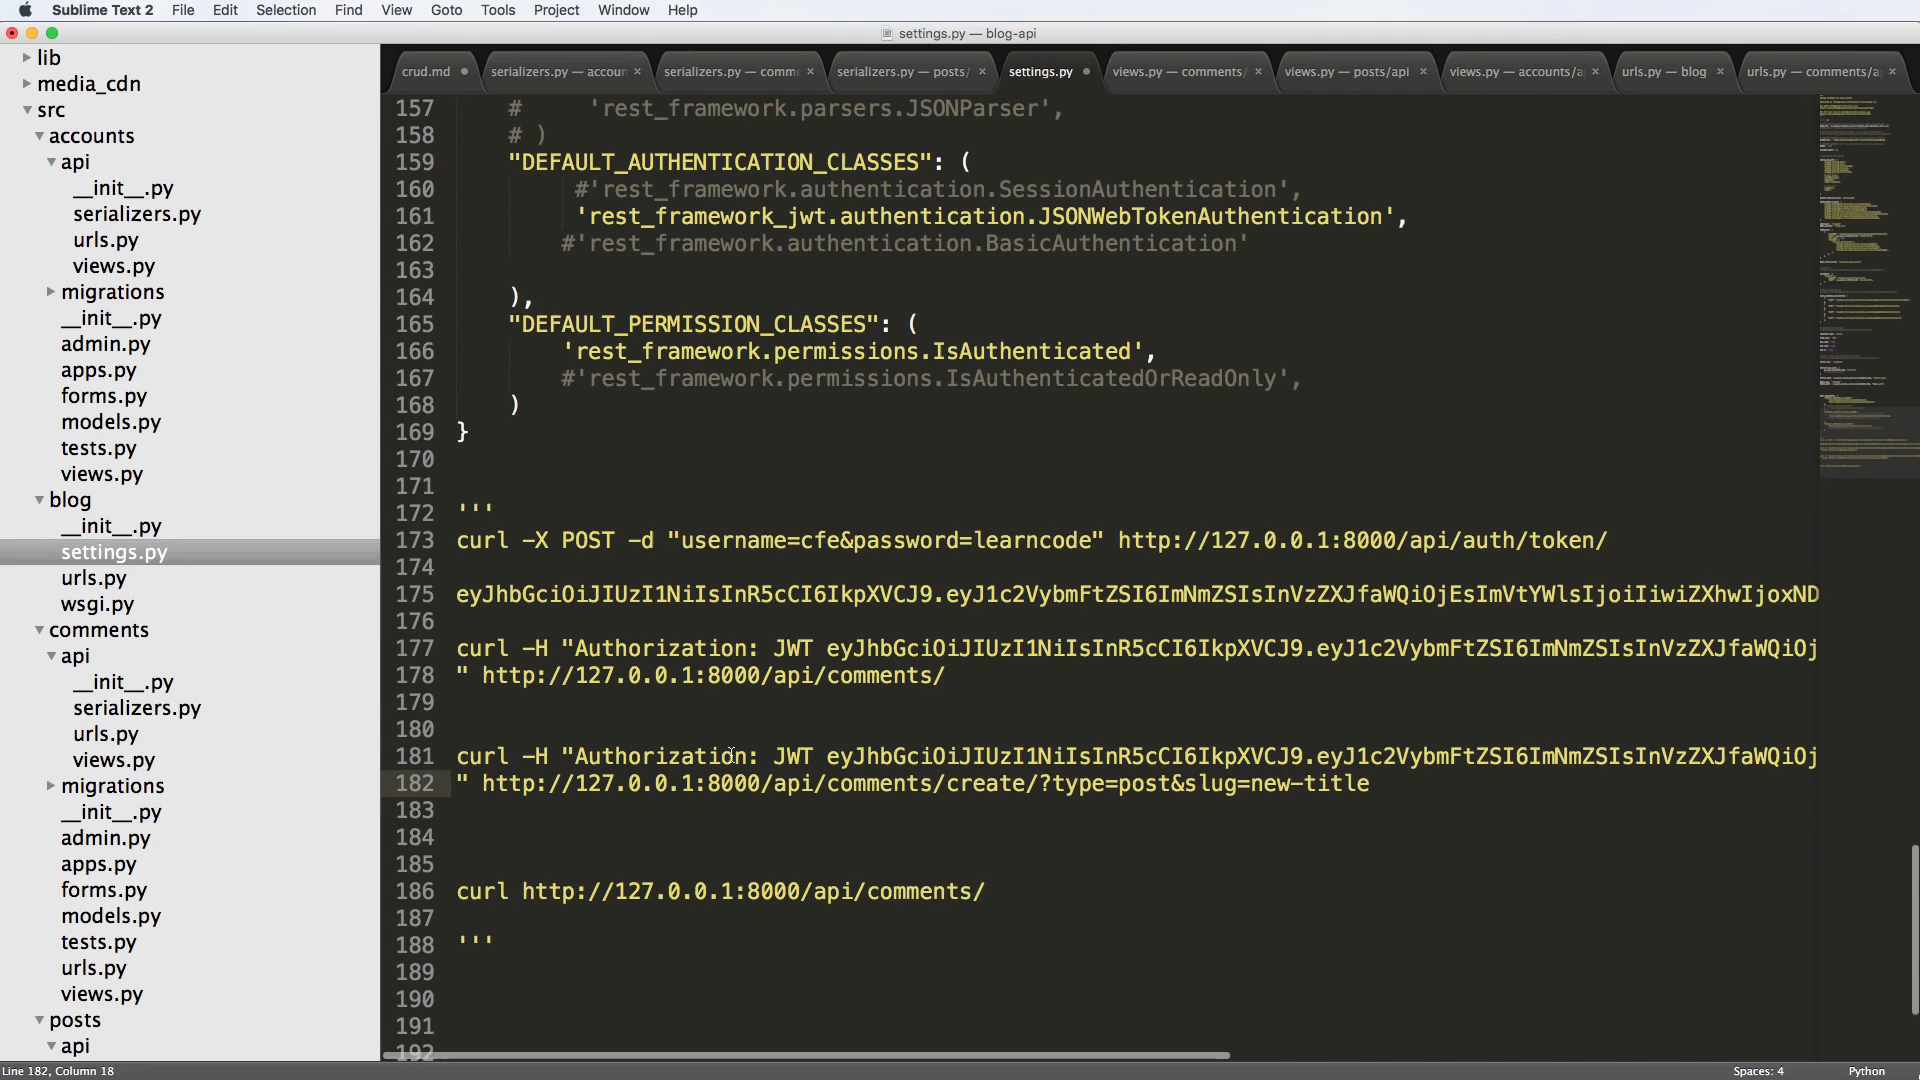 Sublime Text 2 File Edit Selection Find View Goto Tools Project Window Help
settings.py — blog-api
crud.md serializers.py — accoun serializers.py — comm serializers.py — posts/ settings.py views.py — comments/ views.py — posts/api views.py — accounts/a urls.py — blog urls.py — comments/a
lib
media_cdn
src
accounts
api
__init__.py
serializers.py
urls.py
views.py
migrations
__init__.py
admin.py
apps.py
forms.py
models.py
tests.py
views.py
blog
__init__.py
settings.py
urls.py
wsgi.py
comments
api
__init__.py
serializers.py
urls.py
views.py
migrations
__init__.py
admin.py
apps.py
forms.py
models.py
tests.py
urls.py
views.py
posts
api
157 # 'rest_framework.parsers.JSONParser',
158 # )
159 "DEFAULT_AUTHENTICATION_CLASSES": (
160 #'rest_framework.authentication.SessionAuthentication',
161 'rest_framework_jwt.authentication.JSONWebTokenAuthentication',
162 #'rest_framework.authentication.BasicAuthentication'
163
164 ),
165 "DEFAULT_PERMISSION_CLASSES": (
166 'rest_framework.permissions.IsAuthenticated',
167 #'rest_framework.permissions.IsAuthenticatedOrReadOnly',
168 )
169 }
170
171
172 '''
173 curl -X POST -d "username=cfe&password=learncode" http://127.0.0.1:8000/api/auth/token/
174
175 eyJhbGciOiJIUzI1NiIsInR5cCI6IkpXVCJ9.eyJ1c2VybmFtZSI6ImNmZSIsInVzZXJfaWQiOjEsImVtYWlsIjoiIiwiZXhwIjoxND
176
177 curl -H "Authorization: JWT eyJhbGciOiJIUzI1NiIsInR5cCI6IkpXVCJ9.eyJ1c2VybmFtZSI6ImNmZSIsInVzZXJfaWQiOj
178 " http://127.0.0.1:8000/api/comments/
179
180
181 curl -H "Authorization: JWT eyJhbGciOiJIUzI1NiIsInR5cCI6IkpXVCJ9.eyJ1c2VybmFtZSI6ImNmZSIsInVzZXJfaWQiOj
182 " http://127.0.0.1:8000/api/comments/create/?type=post&slug=new-title
183
184
185
186 curl http://127.0.0.1:8000/api/comments/
187
188 '''
189
190
191
192
Line 182, Column 18 Spaces: 4 Python